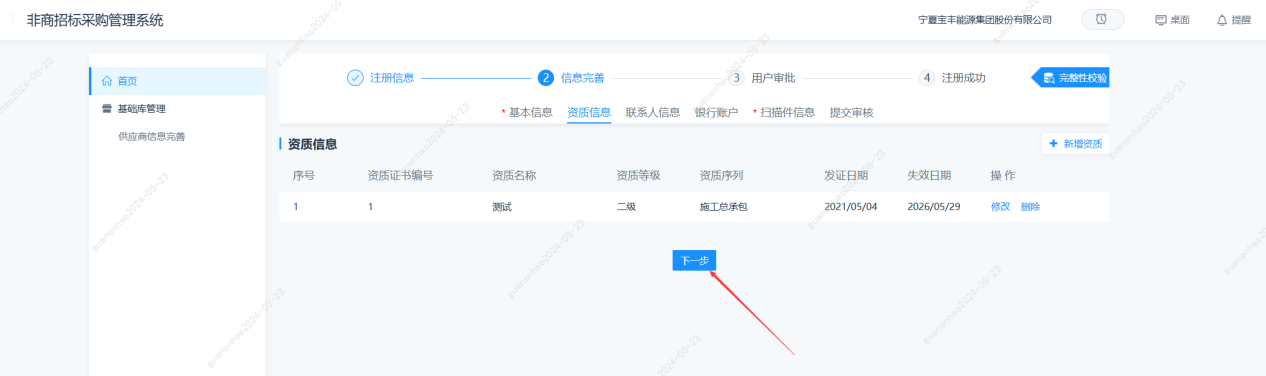 非商招标采购管理系统
宁夏宝丰能源集团股份有限公司
桌面
提醒
首页
基础库管理
供应商信息完善
注册信息
2 信息完善
3 用户审批
4 注册成功
完整性校验
* 基本信息 资质信息 联系人信息 银行账户 * 扫描件信息 提交审核
资质信息
新增资质
序号 资质证书编号 资质名称 资质等级 资质序列 发证日期 失效日期 操 作
1 1 测试 二级 施工总承包 2021/05/04 2026/05/29 修改 删除
下一步
guanenhao2024-05-23